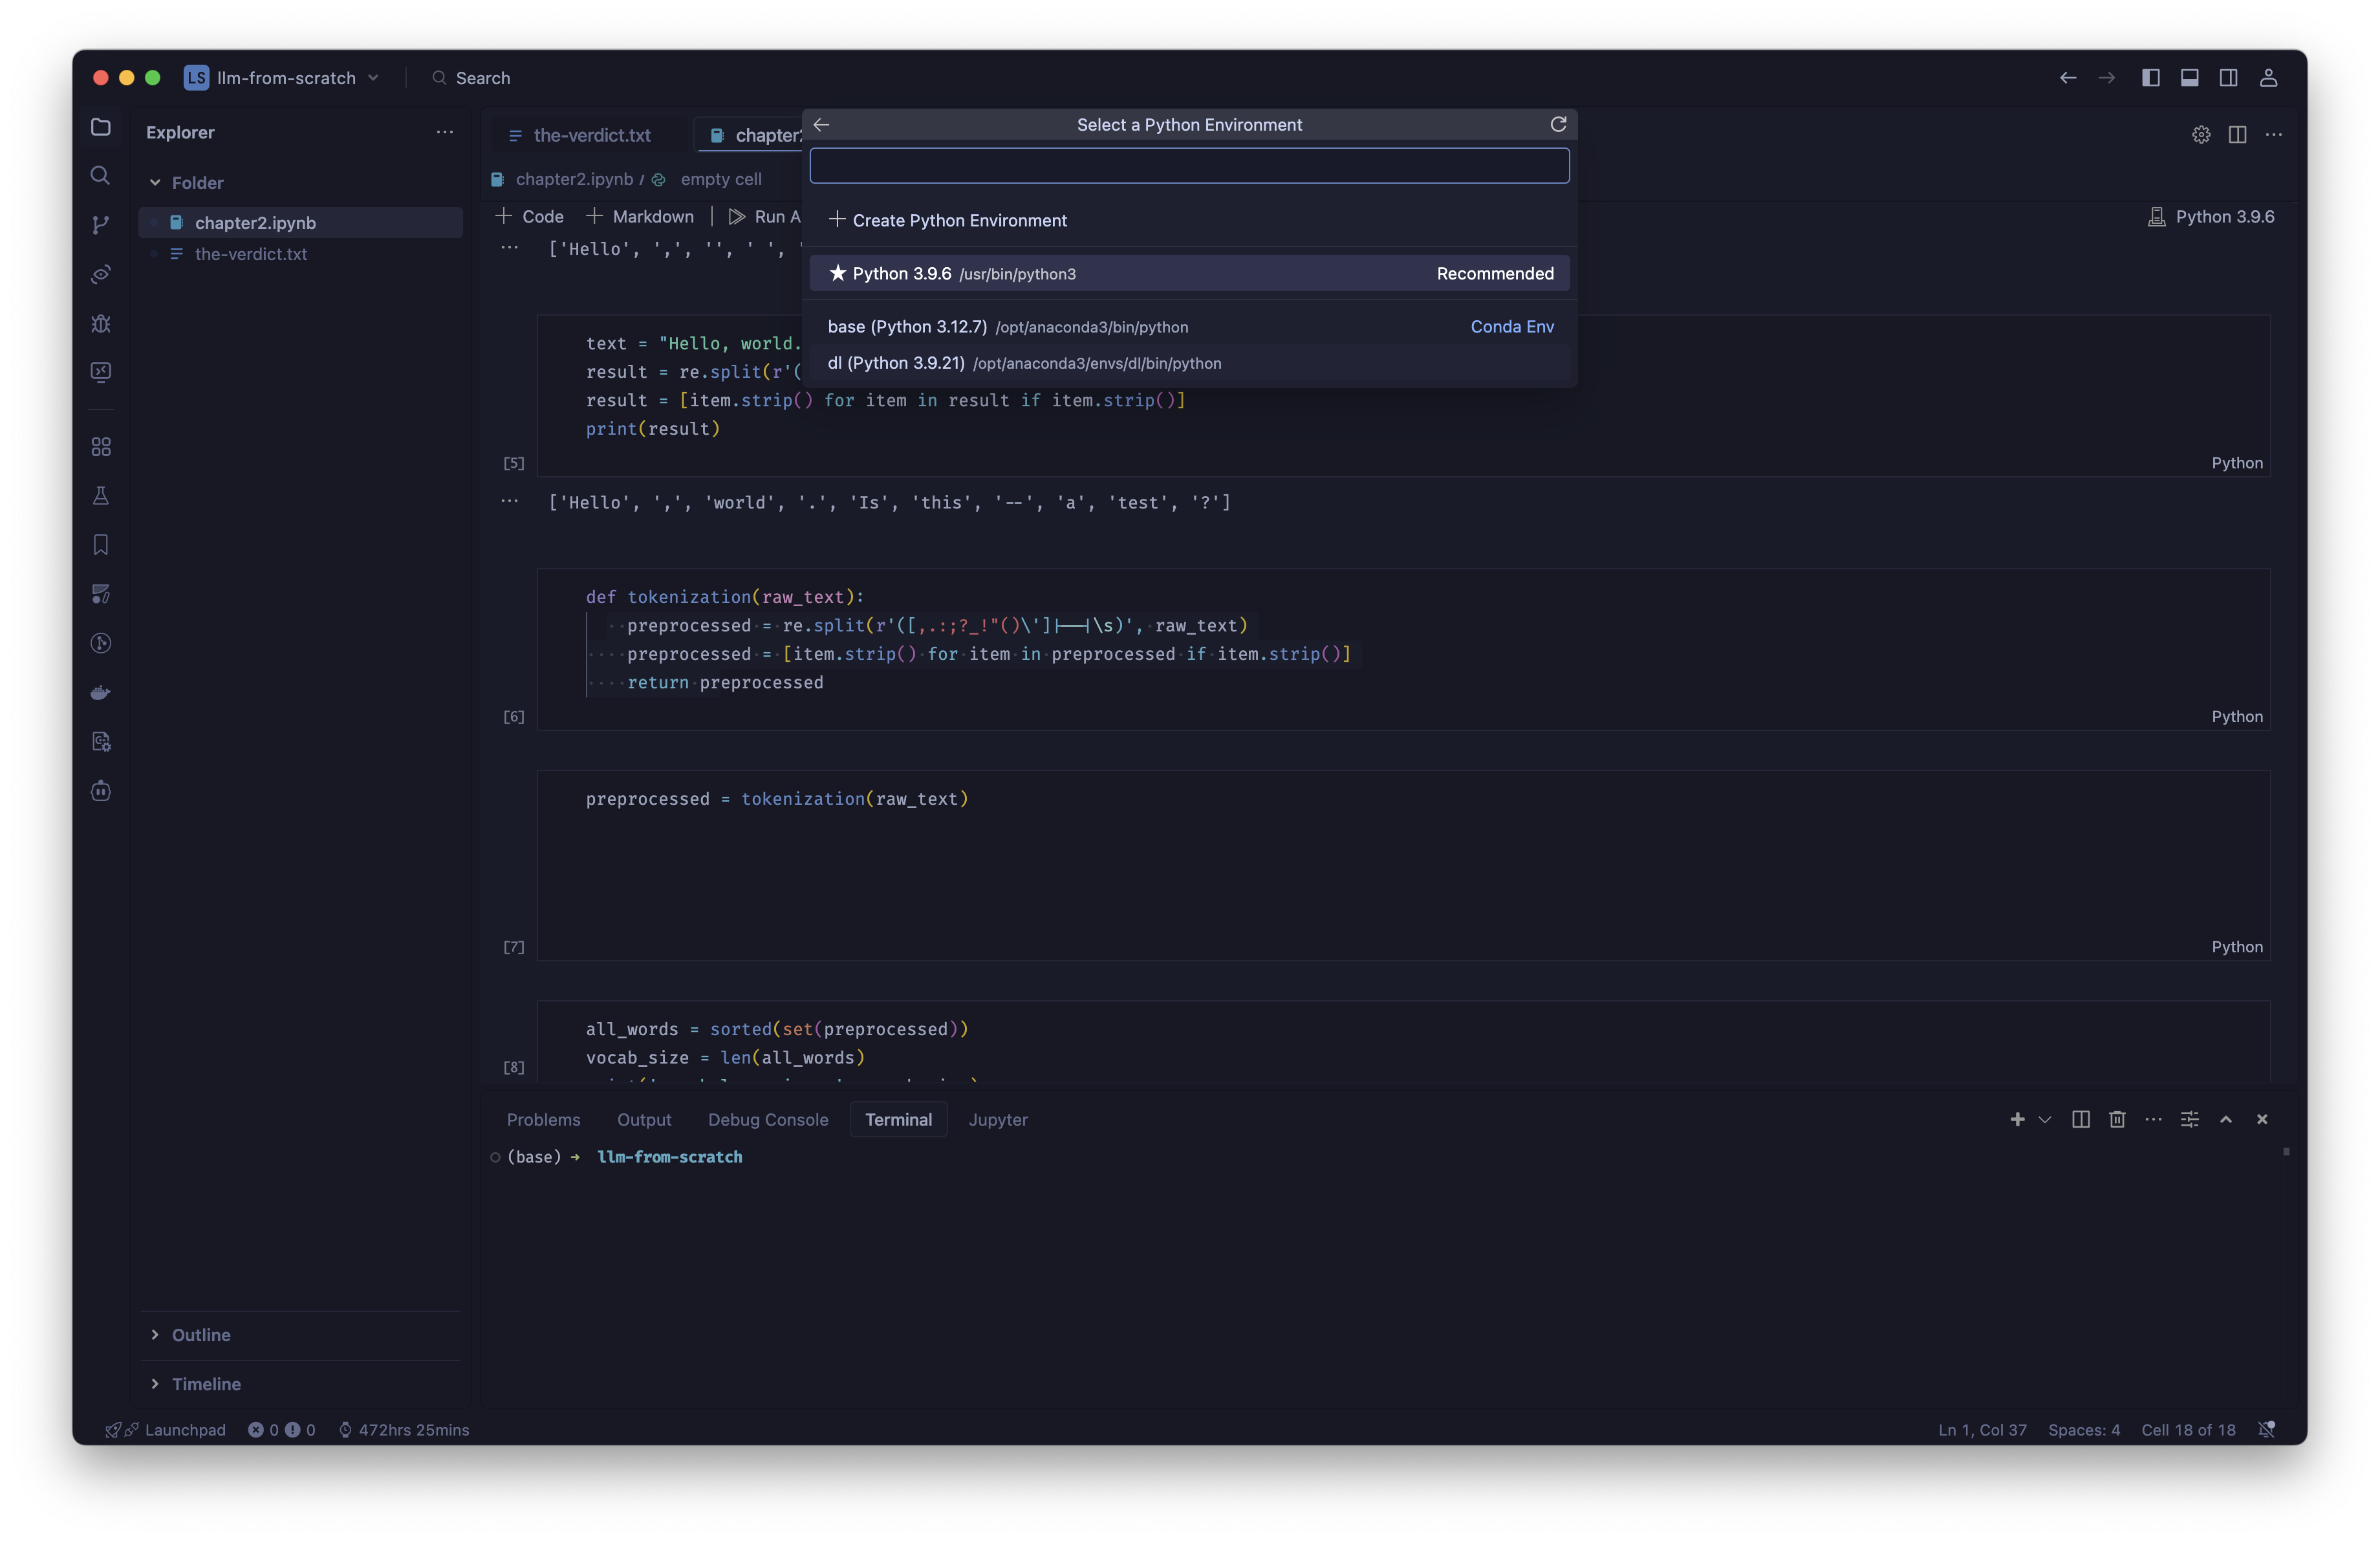 LS llm-from-scratch
Search
Explorer
Folder
chapter2.ipynb
the-verdict.txt
Outline
Timeline
the-verdict.txt
chapter2
chapter2.ipynb / empty cell
Code Markdown Run A
Python 3.9.6
Select a Python Environment
Create Python Environment
Python 3.9.6 /usr/bin/python3 Recommended
base (Python 3.12.7) /opt/anaconda3/bin/python Conda Env
dl (Python 3.9.21) /opt/anaconda3/envs/dl/bin/python
... ['Hello', ',', '', ' ', '
text = "Hello, world.
result = re.split(r'(
result = [item.strip() for item in result if item.strip()]
print(result)
[5]
Python
... ['Hello', ',', 'world', '.', 'Is', 'this', '--', 'a', 'test', '?']
def tokenization(raw_text):
preprocessed = re.split(r'([,.:;?_!"()\']|--|\s)', raw_text)
preprocessed = [item.strip() for item in preprocessed if item.strip()]
return preprocessed
[6]
Python
preprocessed = tokenization(raw_text)
[7]
Python
all_words = sorted(set(preprocessed))
vocab_size = len(all_words)
[8]
Problems Output Debug Console Terminal Jupyter
(base) → llm-from-scratch
Launchpad 0 0 472hrs 25mins
Ln 1, Col 37 Spaces: 4 Cell 18 of 18